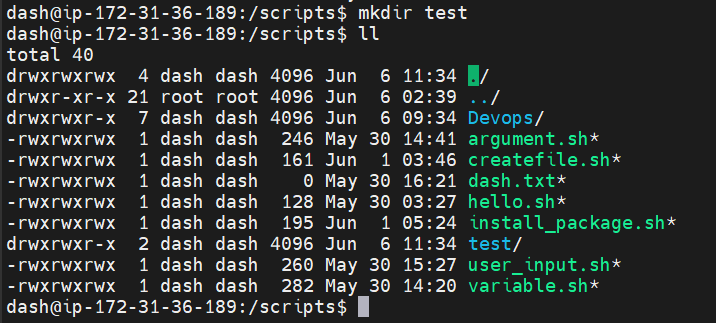 dash@ip-172-31-36-189:/scripts$ mkdir test
dash@ip-172-31-36-189:/scripts$ ll
total 40
drwxrwxrwx  4 dash dash 4096 Jun  6 11:34 ./
drwxr-xr-x 21 root root 4096 Jun  6 02:39 ../
drwxrwxr-x  7 dash dash 4096 Jun  6 09:34 Devops/
-rwxrwxrwx  1 dash dash  246 May 30 14:41 argument.sh*
-rwxrwxrwx  1 dash dash  161 Jun  1 03:46 createfile.sh*
-rwxrwxrwx  1 dash dash    0 May 30 16:21 dash.txt*
-rwxrwxrwx  1 dash dash  128 May 30 03:27 hello.sh*
-rwxrwxrwx  1 dash dash  195 Jun  1 05:24 install_package.sh*
drwxrwxr-x  2 dash dash 4096 Jun  6 11:34 test/
-rwxrwxrwx  1 dash dash  260 May 30 15:27 user_input.sh*
-rwxrwxrwx  1 dash dash  282 May 30 14:20 variable.sh*
dash@ip-172-31-36-189:/scripts$